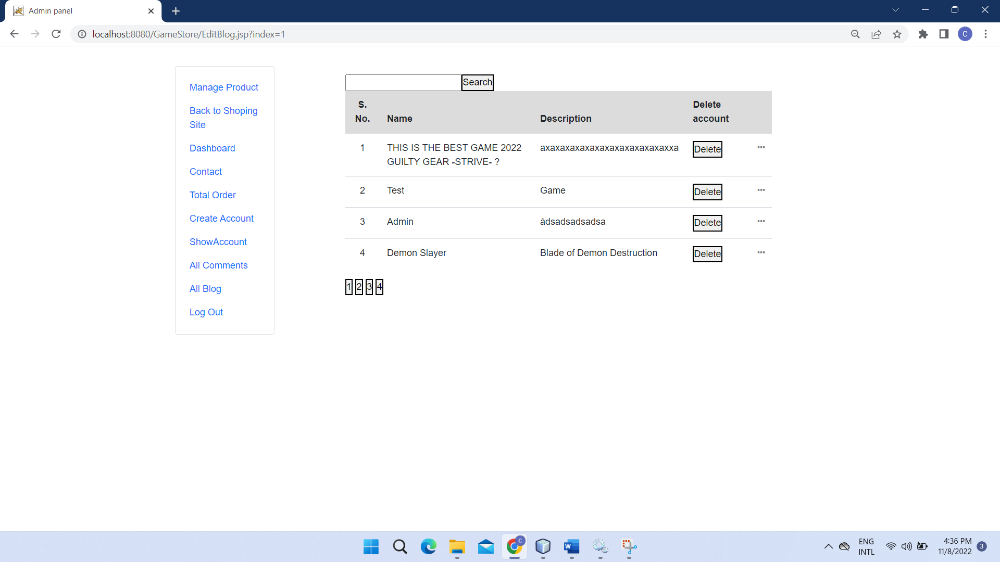 Admin panel
localhost:8080/GameStore/EditBlog.jsp?index=1
C
Manage Product
Back to Shoping
Site
Dashboard
Contact
Total Order
Create Account
ShowAccount
All Comments
All Blog
Log Out
Search
S.
No.
Name
Description
Delete
account
1
THIS IS THE BEST GAME 2022
GUILTY GEAR -STRIVE- ?
axaxaxaxaxaxaxaxaxaxaxaxaxxa
Delete
2
Test
Game
Delete
3
Admin
ádsadsadsadsa
Delete
4
Demon Slayer
Blade of Demon Destruction
Delete
1 2 3 4
C
W
ENG
INTL
4:36 PM
11/8/2022
3